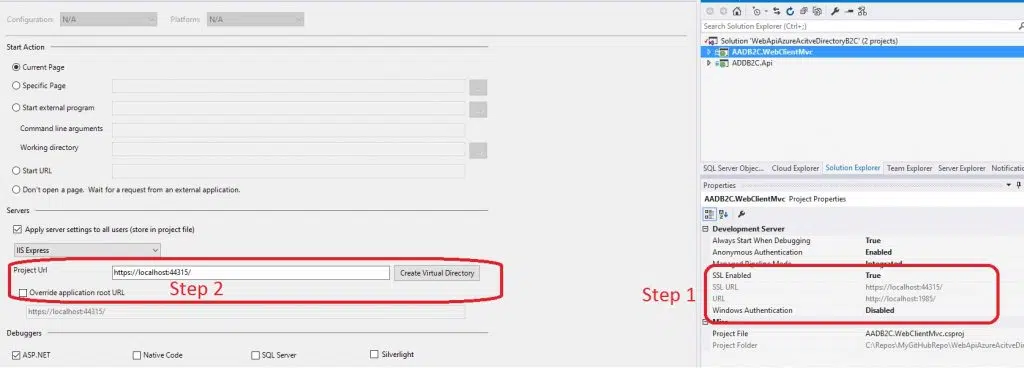 Configuration: N/A Platform: N/A
Start Action
Current Page
Specific Page
...
Start external program
...
Command line arguments
Working directory
...
Start URL
Don't open a page. Wait for a request from an external application.
Servers
Apply server settings to all users (store in project file)
IIS Express
Project Url https://localhost:44315/ Create Virtual Directory
Step 2
Override application root URL
https://localhost:44315/
Debuggers
ASP.NET Native Code SQL Server Silverlight
Search Solution Explorer (Ctrl+;)
Solution 'WebApiAzureAcitveDirectoryB2C' (2 projects)
AADB2C.WebClientMvc
ADDB2C.Api
SQL Server Objec... Cloud Explorer Solution Explorer Team Explorer Server Explorer Notificatio
Properties
AADB2C.WebClientMvc Project Properties
Development Server
Always Start When Debugging True
Anonymous Authentication Enabled
Managed Pipeline Mode Integrated
SSL Enabled True
SSL URL https://localhost:44315/
Step 1
URL http://localhost:1985/
Windows Authentication Disabled
Misc
Project File AADB2C.WebClientMvc.csproj
Project Folder C:\Repos\MyGitHubRepo\WebApiAzureAcitveDire